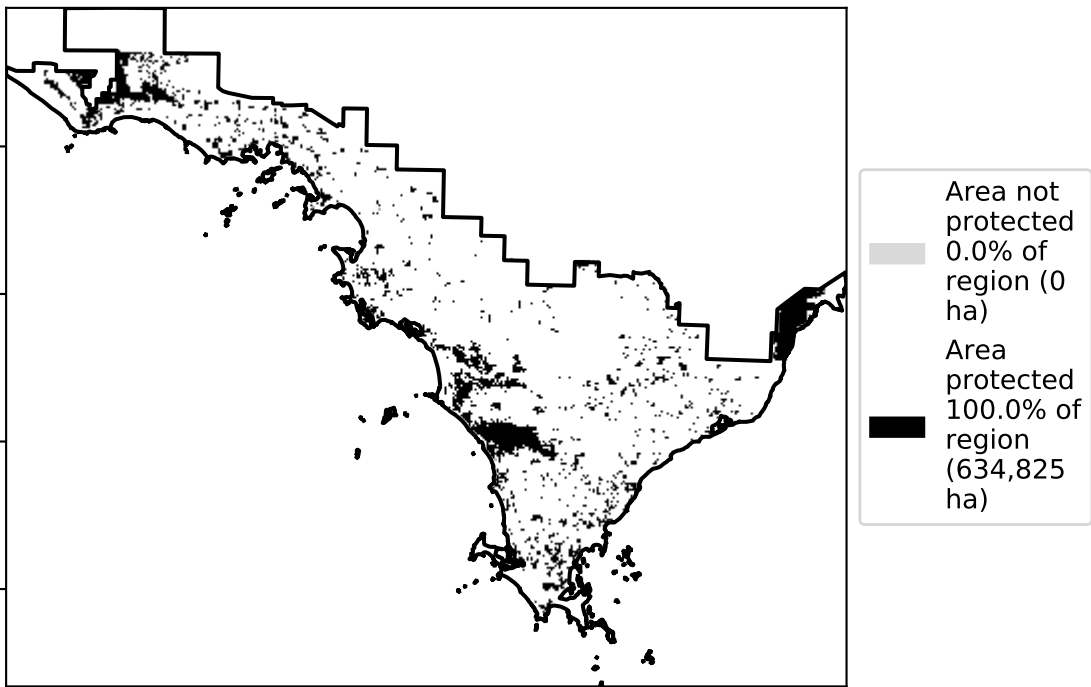 Area not
protected
0.0% of
region (0
ha)
Area
protected
100.0% of
region
(634,825
ha)